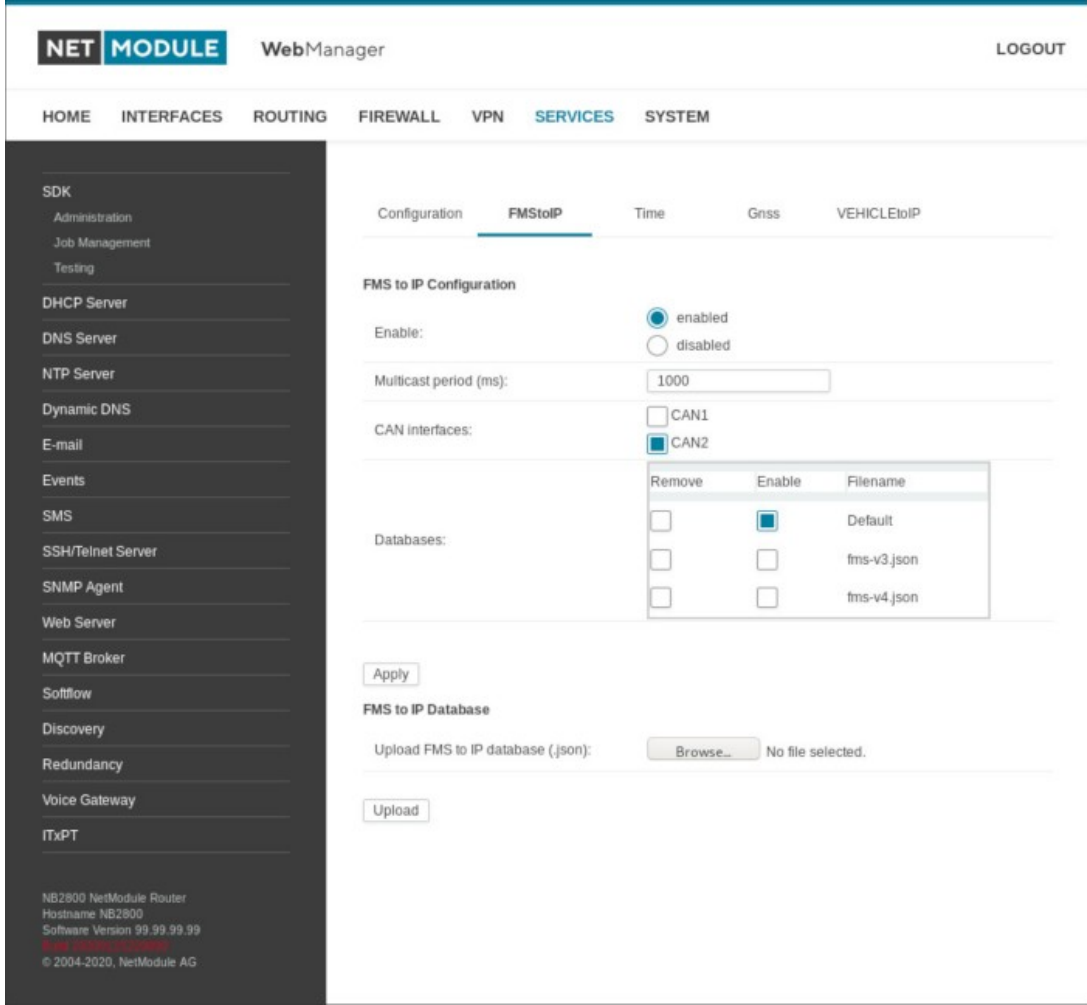 NET MODULE WebManager LOGOUT
HOME INTERFACES ROUTING FIREWALL VPN SERVICES SYSTEM
SDK
Administration
Job Management
Testing
DHCP Server
DNS Server
NTP Server
Dynamic DNS
E-mail
Events
SMS
SSH/Telnet Server
SNMP Agent
Web Server
MQTT Broker
Softflow
Discovery
Redundancy
Voice Gateway
ITxPT
NB2800 NetModule Router
Hostname NB2800
Software Version 99.99.99.99
© 2004-2020, NetModule AG
Configuration FMStoIP Time Gnss VEHICLEtoIP
FMS to IP Configuration
Enable:
enabled
disabled
Multicast period (ms): 1000
CAN interfaces:
CAN1
CAN2
Databases:
Remove Enable Filename
Default
fms-v3.json
fms-v4.json
Apply
FMS to IP Database
Upload FMS to IP database (.json): Browse... No file selected.
Upload